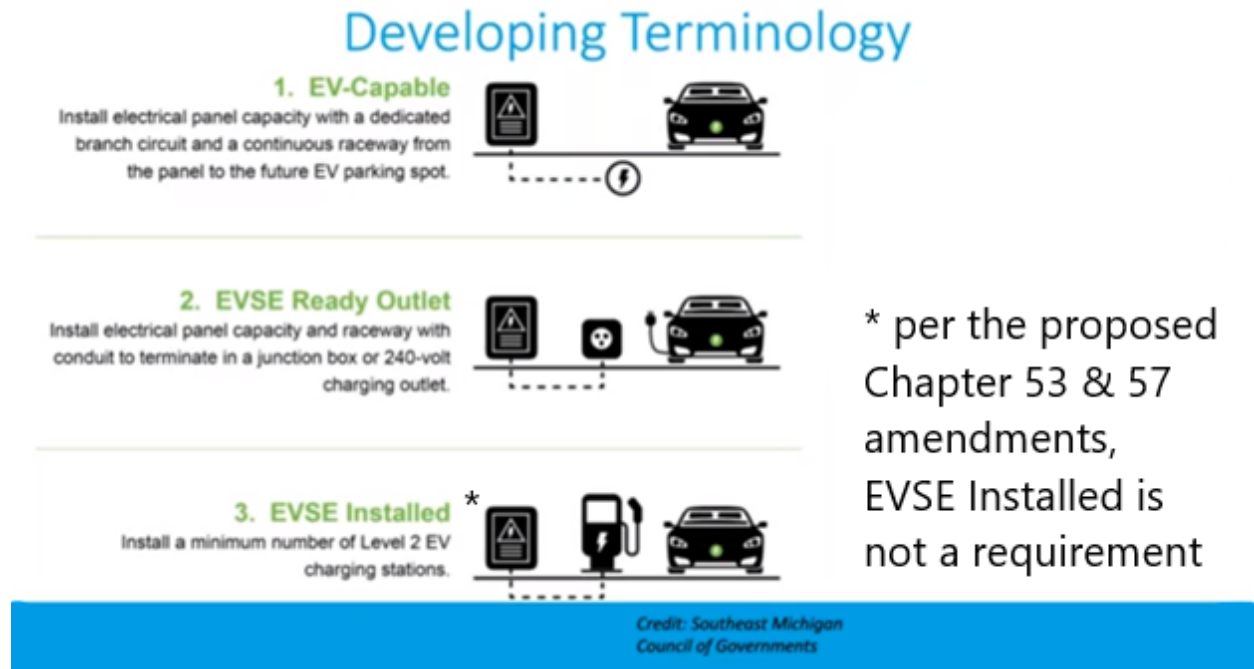 Developing Terminology
1. EV-Capable
Install electrical panel capacity with a dedicated
branch circuit and a continuous raceway from
the panel to the future EV parking spot.
2. EVSE Ready Outlet
Install electrical panel capacity and raceway with
conduit to terminate in a junction box or 240-volt
charging outlet.
3. EVSE Installed *
Install a minimum number of Level 2 EV
charging stations.
* per the proposed
Chapter 53 & 57
amendments,
EVSE Installed is
not a requirement
Credit: Southeast Michigan
Council of Governments